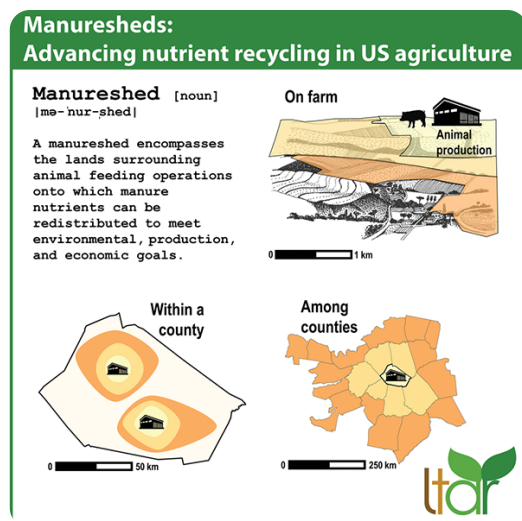 Manuresheds:
Advancing nutrient recycling in US agriculture
Manureshed [noun]
|mə-ˈnur-ˌshed|
A manureshed encompasses
the lands surrounding
animal feeding operations
onto which manure
nutrients can be
redistributed to meet
environmental, production,
and economic goals.
On farm
Animal
production
0 1 km
Within a
county
0 50 km
Among
counties
0 250 km
ltar